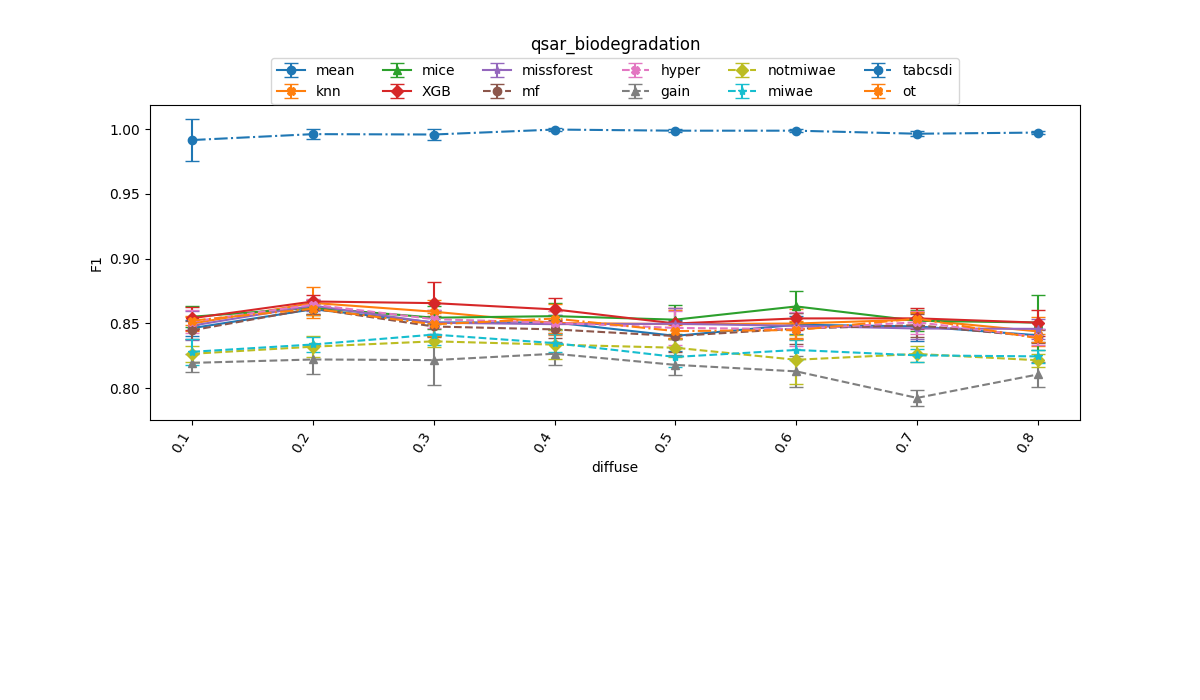 qsar_biodegradation
mean mice missforest hyper notmiwae tabcsdi
knn XGB mf gain miwae ot
1.00
0.95
0.90
0.85
0.80
F1
0.1 0.2 0.3 0.4 0.5 0.6 0.7 0.8
diffuse